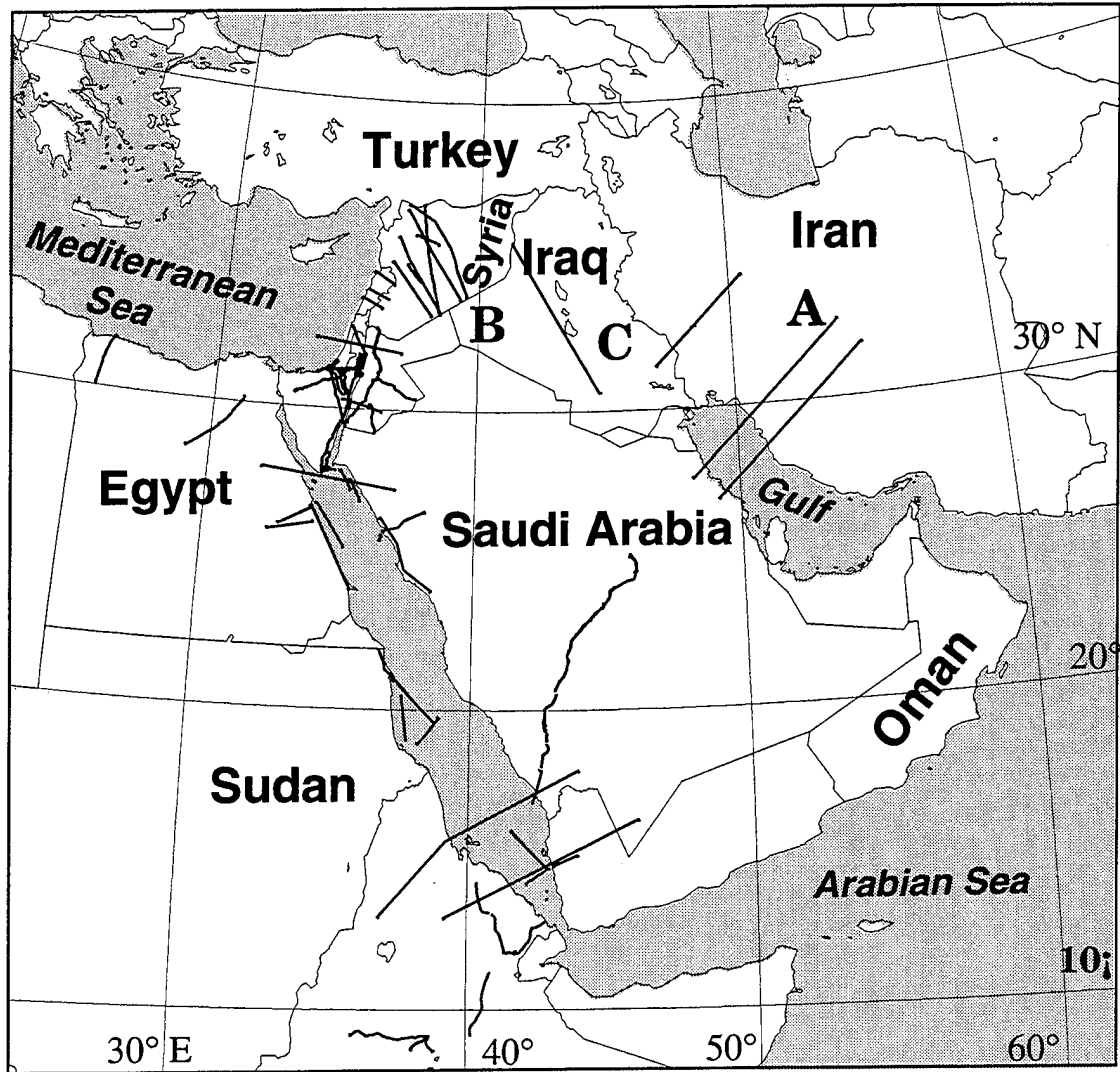 Turkey
Syria
Iraq
Iran
Mediterranean
Sea
B
C
A
30° N
Egypt
Saudi Arabia
Gulf
20°
Oman
Sudan
Arabian Sea
10¡
30° E
40°
50°
60°